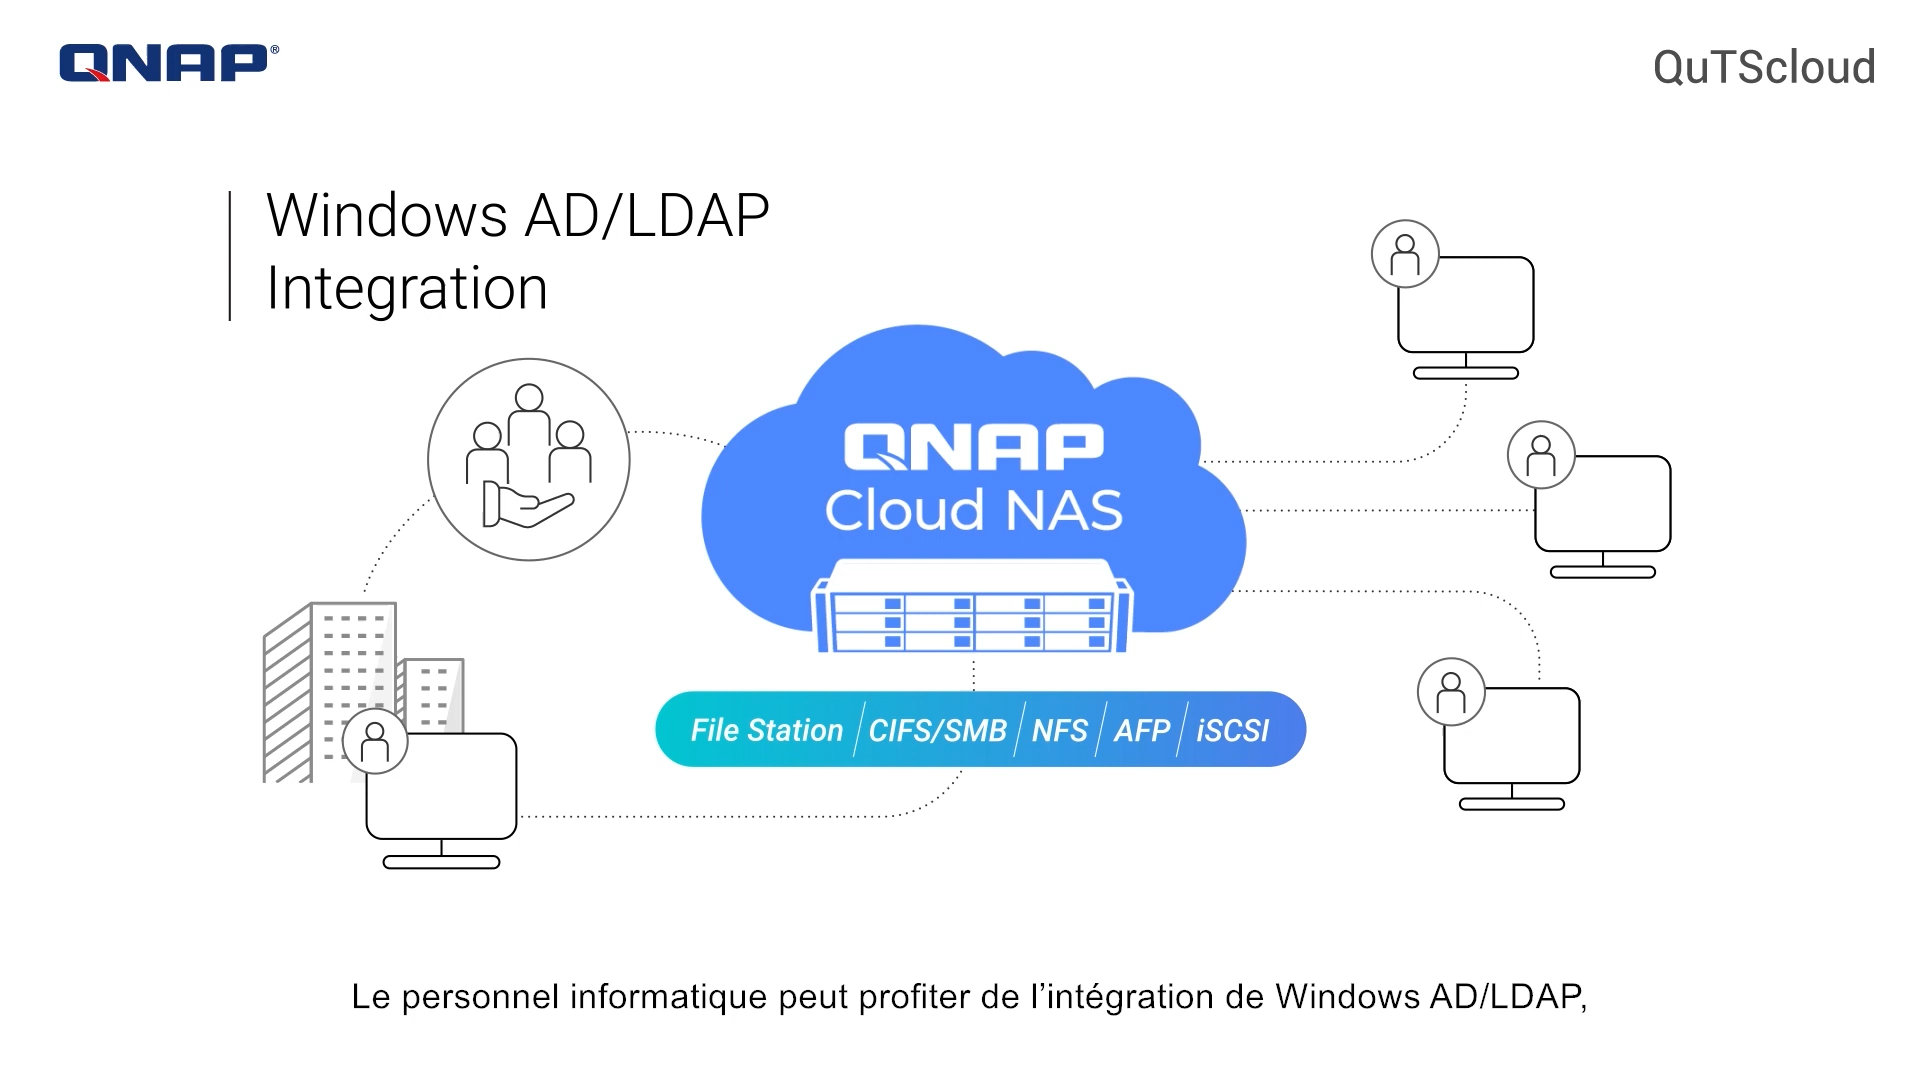 QNAP®
QuTScloud
Windows AD/LDAP
Integration
QNAP
Cloud NAS
File Station / CIFS/SMB / NFS / AFP / iSCSI
Le personnel informatique peut profiter de l’intégration de Windows AD/LDAP,